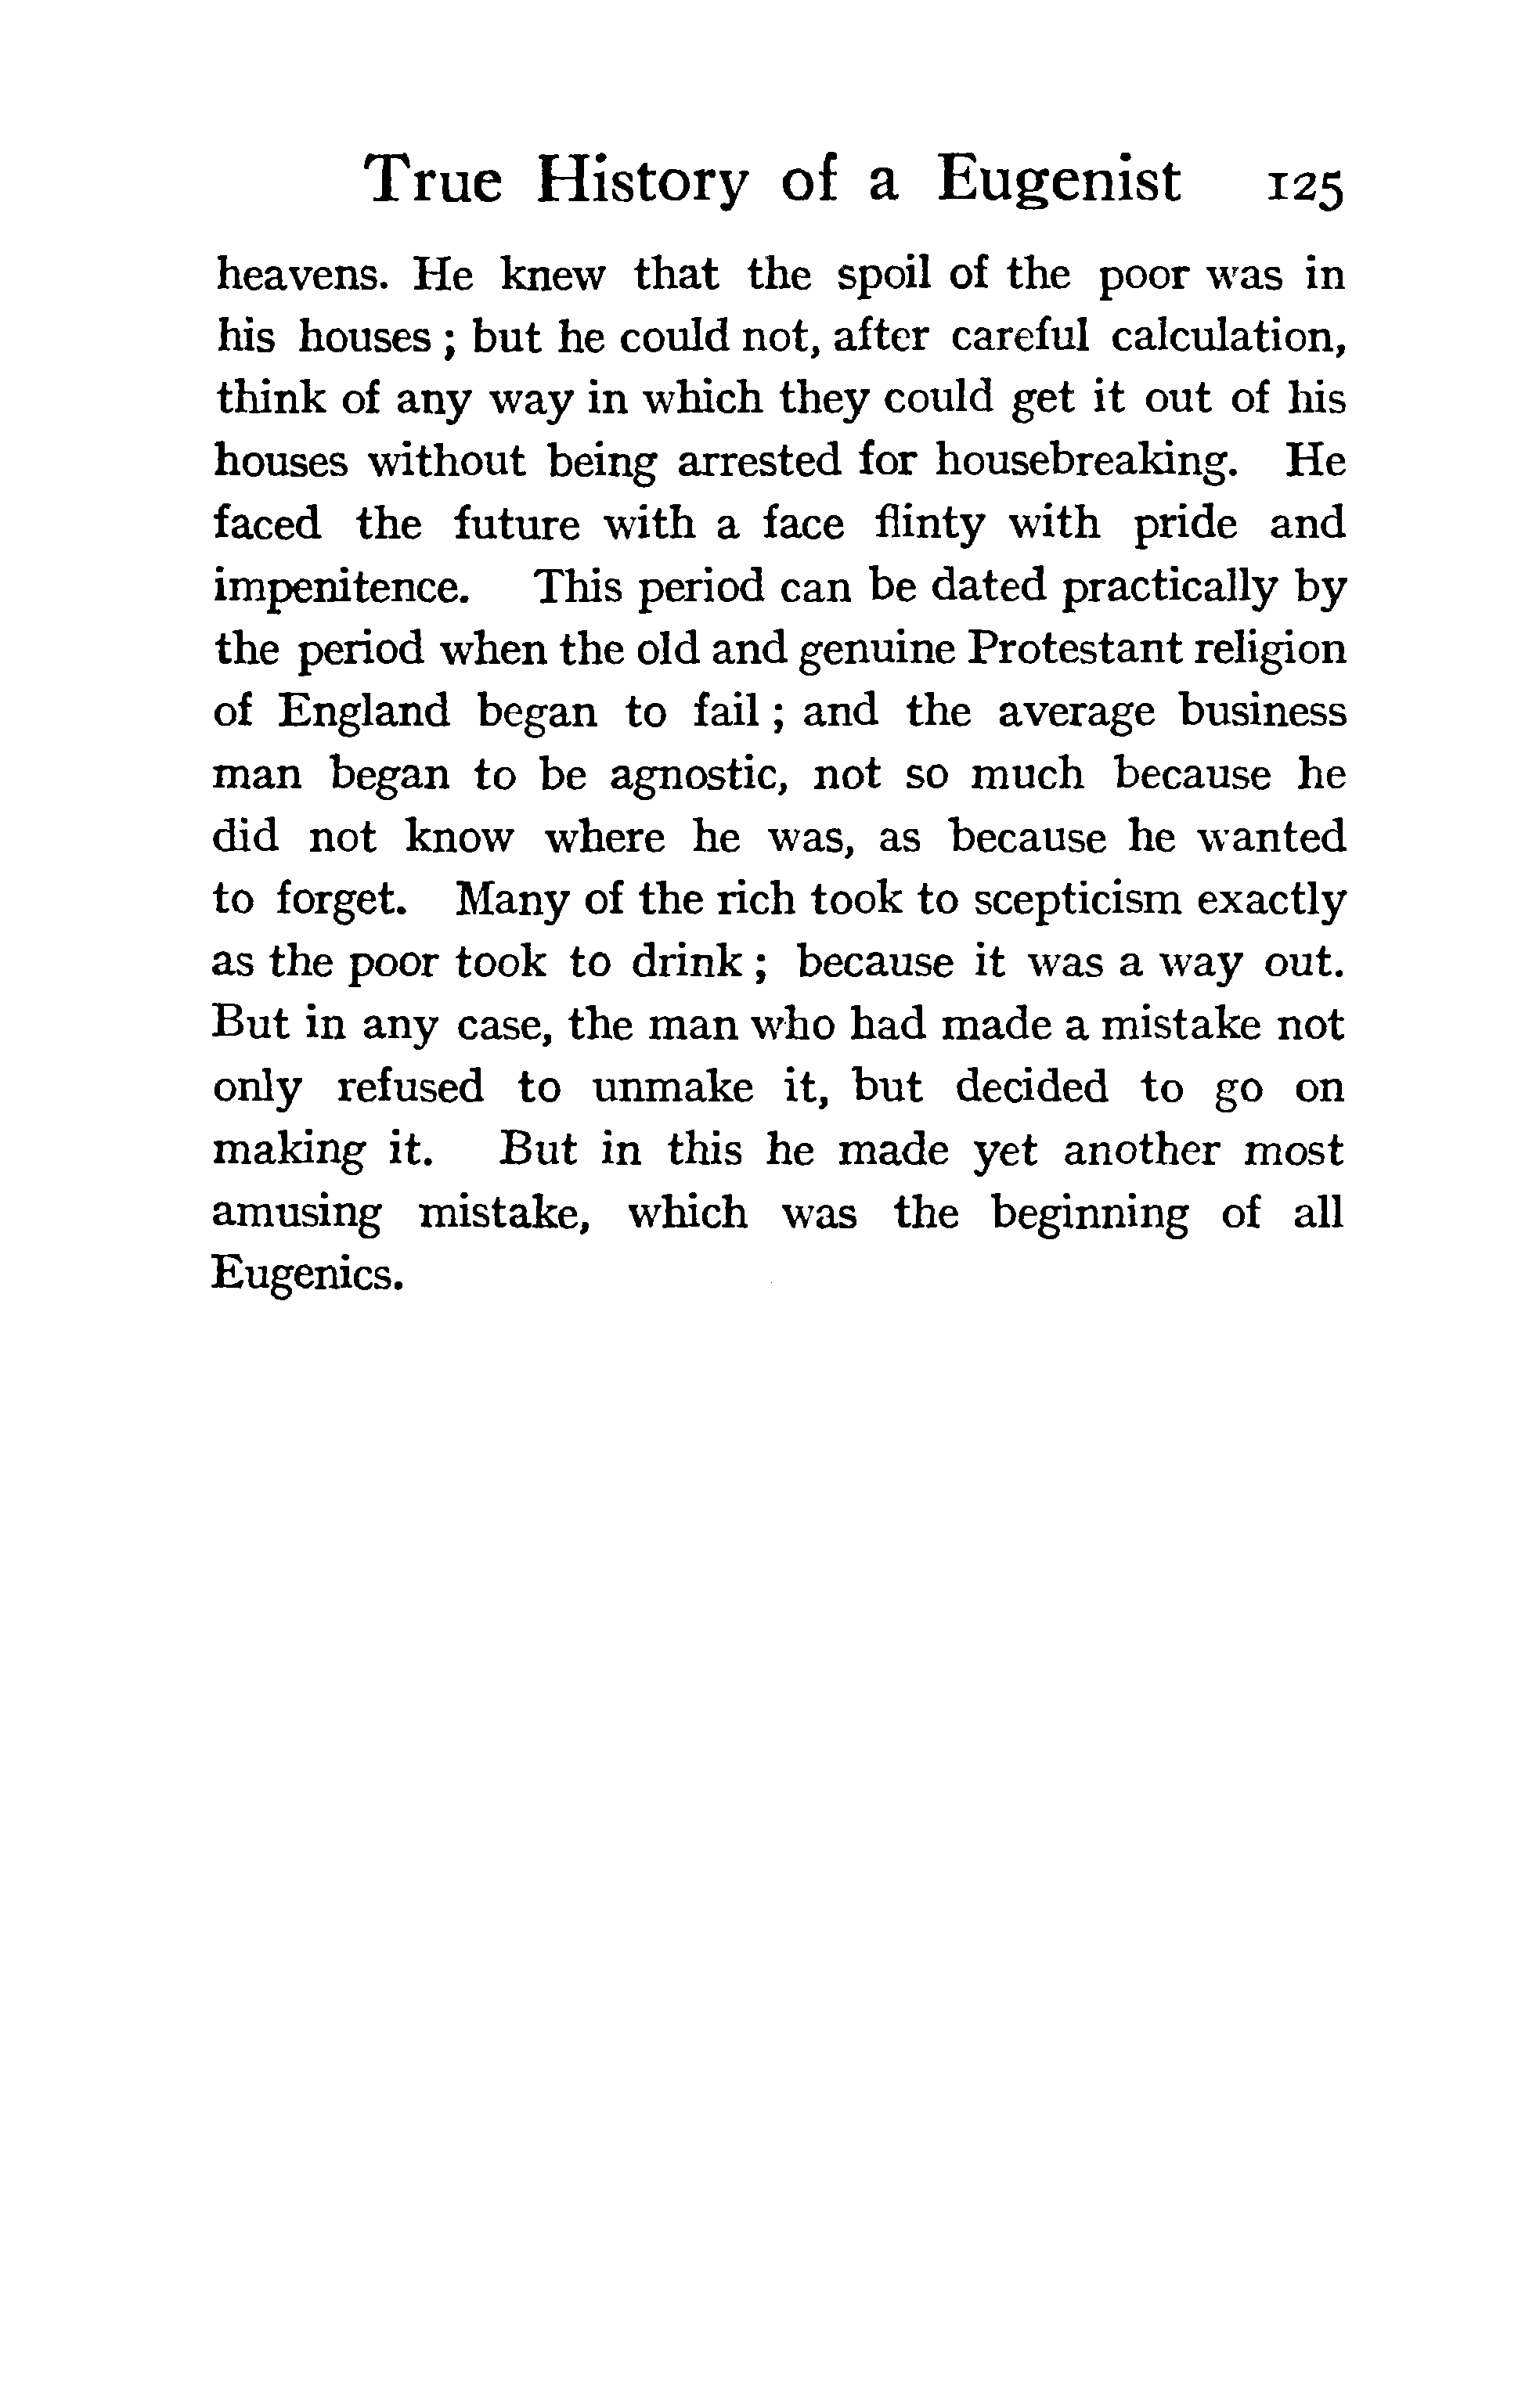 True History of a Eugenist 125
heavens. He knew that the spoil of the poor was in
his houses ; but he could not, after careful calculation,
think of any way in which they could get it out of his
houses without being arrested for housebreaking. He
faced the future with a face flinty with pride and
impenitence. This period can be dated practically by
the period when the old and genuine Protestant religion
of England began to fail ; and the average business
man began to be agnostic, not so much because he
did not know where he was, as because he wanted
to forget. Many of the rich took to scepticism exactly
as the poor took to drink ; because it was a way out.
But in any case, the man who had made a mistake not
only refused to unmake it, but decided to go on
making it. But in this he made yet another most
amusing mistake, which was the beginning of all
Eugenics.